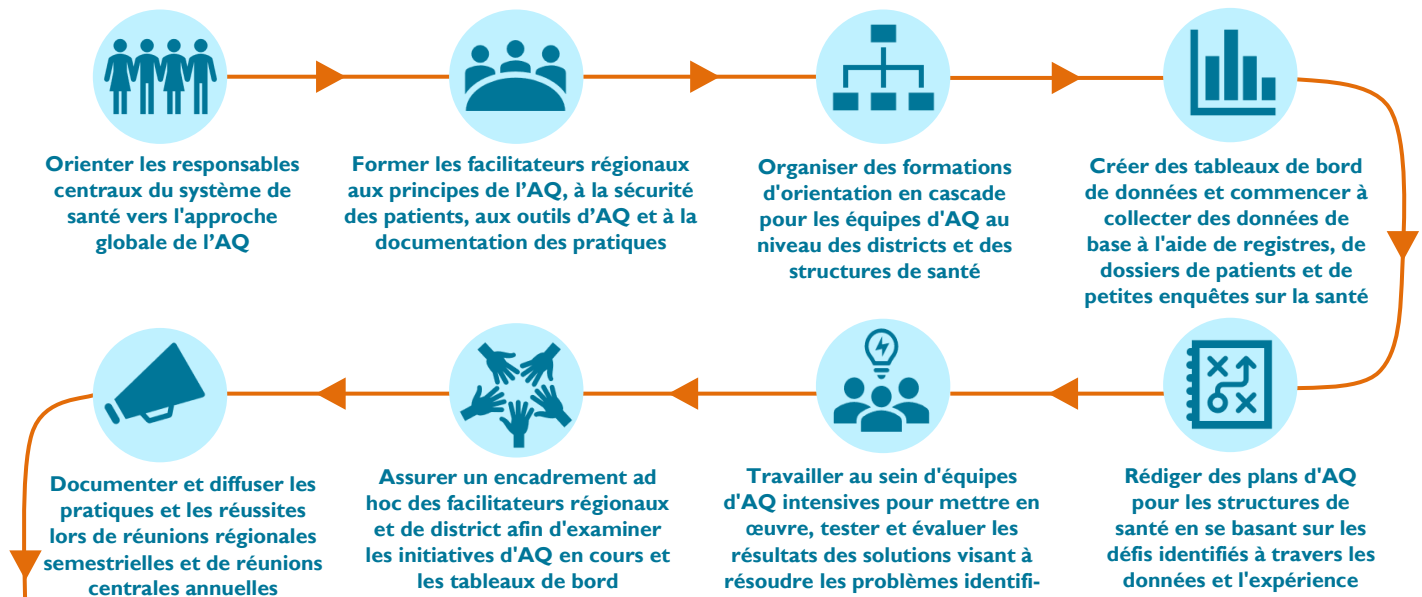 Orienter les responsables
centraux du système de
santé vers l'approche
globale de l’AQ
Former les facilitateurs régionaux
aux principes de l’AQ, à la sécurité
des patients, aux outils d’AQ et à la
documentation des pratiques
Organiser des formations
d'orientation en cascade
pour les équipes d'AQ au
niveau des districts et des
structures de santé
Créer des tableaux de bord
de données et commencer à
collecter des données de
base à l'aide de registres, de
dossiers de patients et de
petites enquêtes sur la santé
Rédiger des plans d'AQ
pour les structures de
santé en se basant sur les
défis identifiés à travers les
données et l'expérience
Travailler au sein d'équipes
d'AQ intensives pour mettre en
œuvre, tester et évaluer les
résultats des solutions visant à
résoudre les problèmes identifi-
Assurer un encadrement ad
hoc des facilitateurs régionaux
et de district afin d'examiner
les initiatives d'AQ en cours et
les tableaux de bord
Documenter et diffuser les
pratiques et les réussites
lors de réunions régionales
semestrielles et de réunions
centrales annuelles